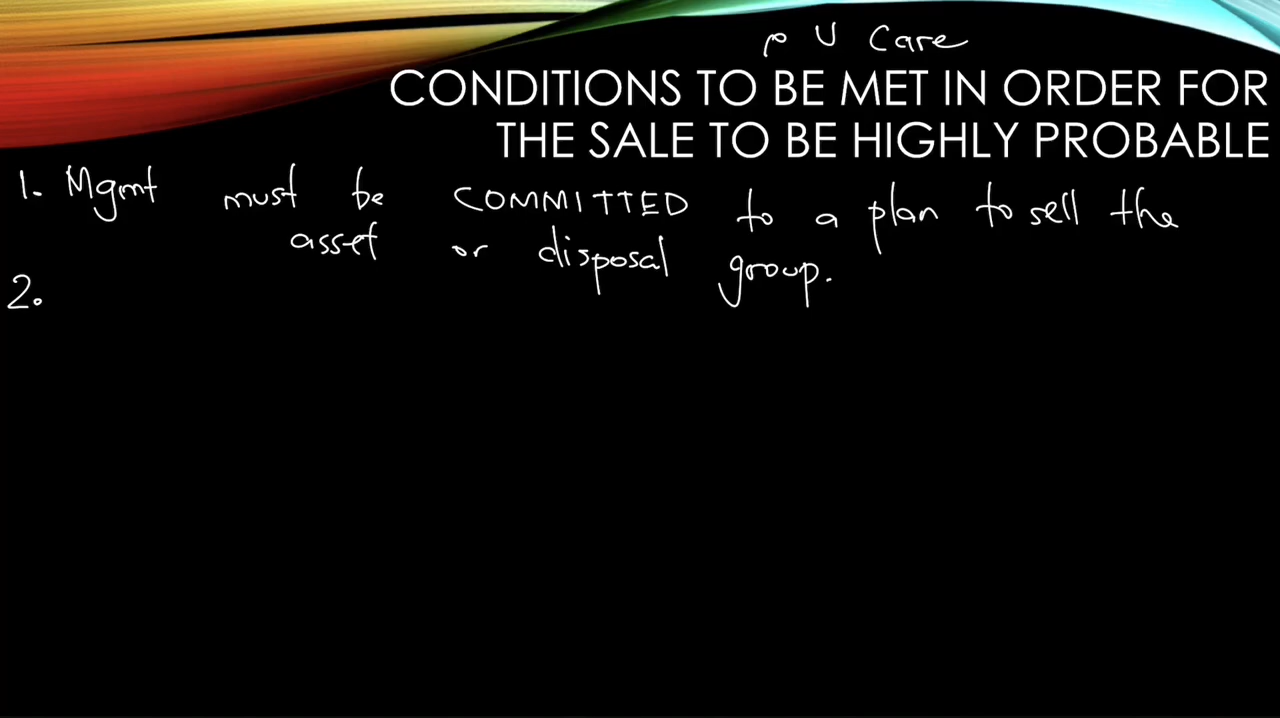 U Care
CONDITIONS TO BE MET IN ORDER FOR
THE SALE TO BE HIGHLY PROBABLE
1. Mgmt must be COMMITTED to a plan to sell the
asset or disposal group.
2.